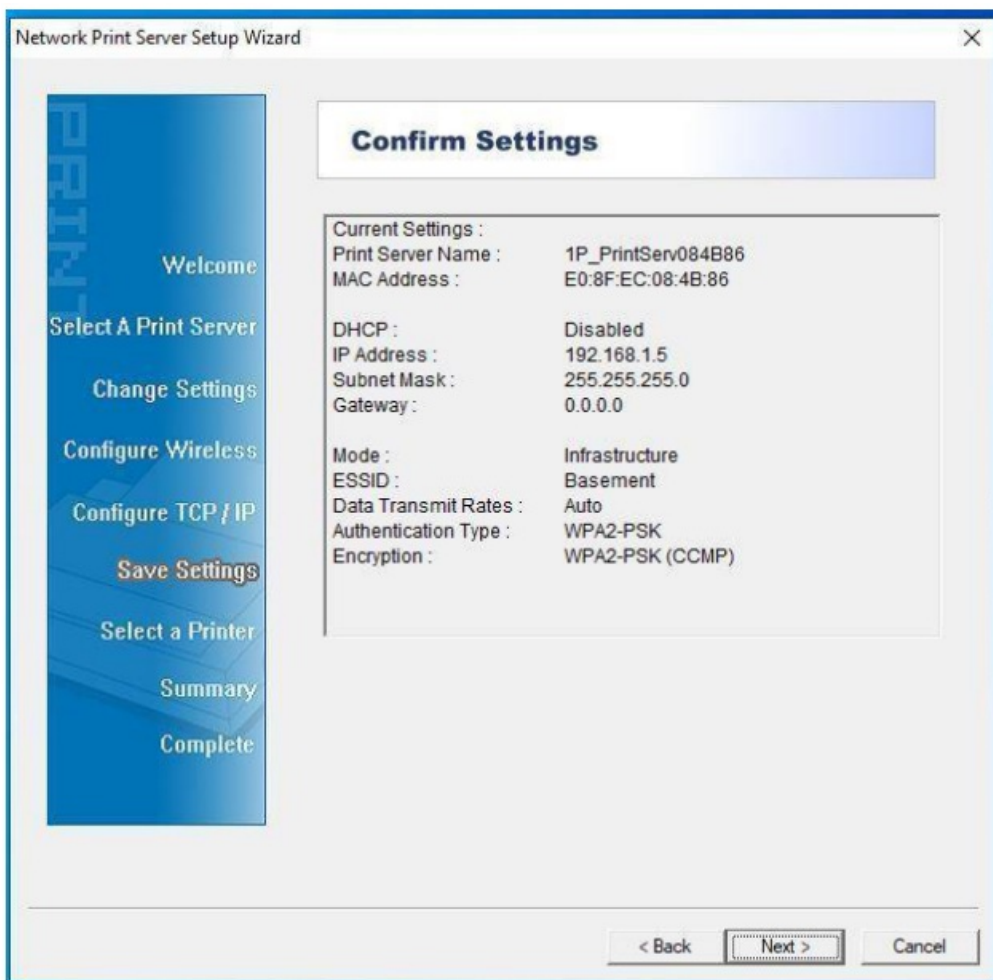 Network Print Server Setup Wizard
PRINT
Welcome
Select A Print Server
Change Settings
Configure Wireless
Configure TCP / IP
Save Settings
Select a Printer
Summary
Complete
Confirm Settings
Current Settings :
Print Server Name : 1P_PrintServ084B86
MAC Address : E0:8F:EC:08:4B:86
DHCP : Disabled
IP Address : 192.168.1.5
Subnet Mask : 255.255.255.0
Gateway : 0.0.0.0
Mode : Infrastructure
ESSID : Basement
Data Transmit Rates : Auto
Authentication Type : WPA2-PSK
Encryption : WPA2-PSK (CCMP)
< Back Next > Cancel